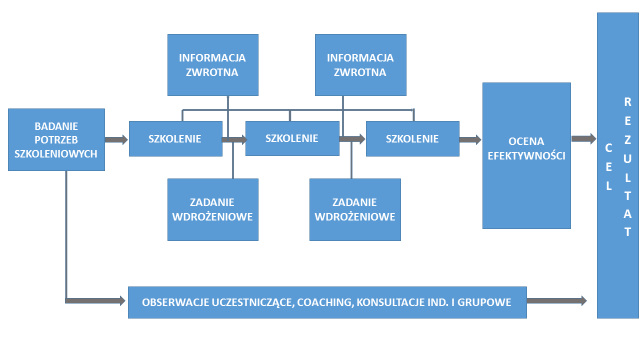 INFORMACJA
ZWROTNA
INFORMACJA
ZWROTNA
BADANIE
POTRZEB
SZKOLENIOWYCH
SZKOLENIE
SZKOLENIE
SZKOLENIE
OCENA
EFEKTYWNOŚCI
CEL
REZULTAT
ZADANIE
WDROŻENIOWE
ZADANIE
WDROŻENIOWE
OBSERWACJE UCZESTNICZĄCE, COACHING, KONSULTACJE IND. I GRUPOWE